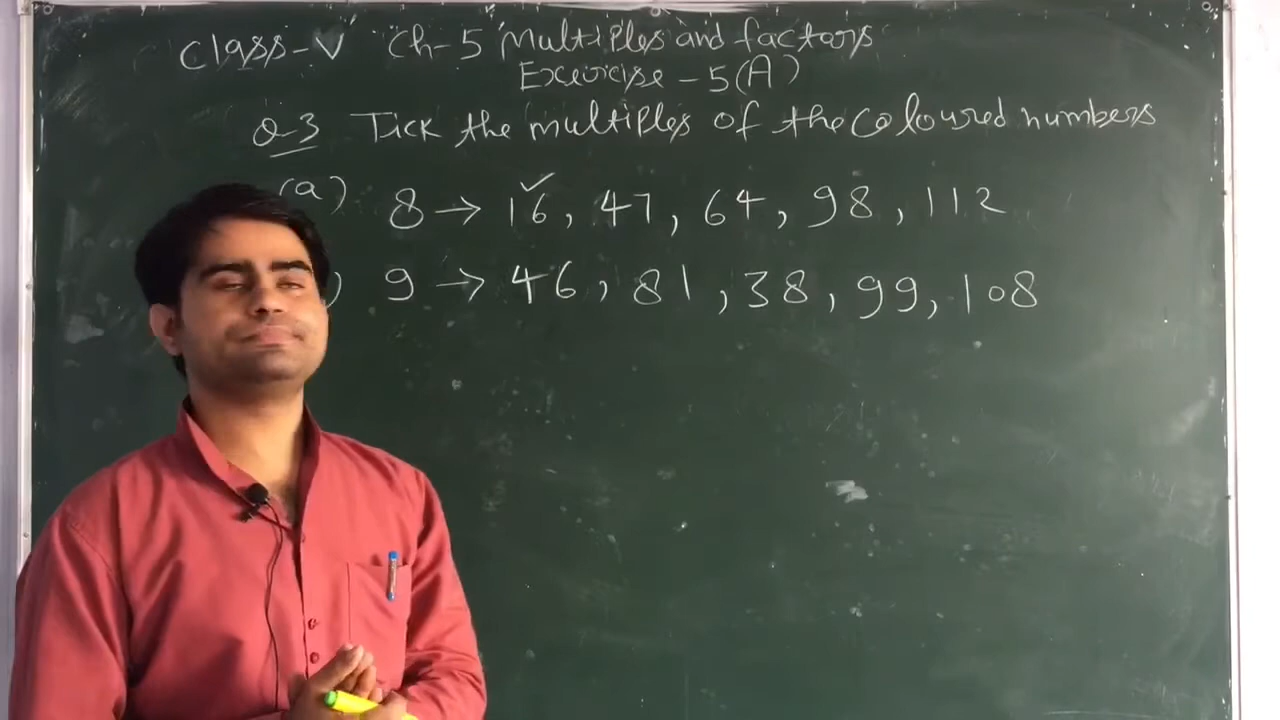 Class-V Ch-5 Multiples and factors
Exercise - 5(A)
Q-3 Tick the multiples of the coloured numbers
(a) 8 → 16, 47, 64, 98, 112
) 9 → 46, 81, 38, 99, 108